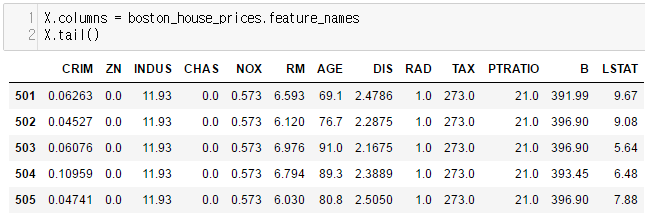 1 X.columns = boston_house_prices.feature_names
2 X.tail()
CRIM ZN INDUS CHAS NOX RM AGE DIS RAD TAX PTRATIO B LSTAT
501 0.06263 0.0 11.93 0.0 0.573 6.593 69.1 2.4786 1.0 273.0 21.0 391.99 9.67
502 0.04527 0.0 11.93 0.0 0.573 6.120 76.7 2.2875 1.0 273.0 21.0 396.90 9.08
503 0.06076 0.0 11.93 0.0 0.573 6.976 91.0 2.1675 1.0 273.0 21.0 396.90 5.64
504 0.10959 0.0 11.93 0.0 0.573 6.794 89.3 2.3889 1.0 273.0 21.0 393.45 6.48
505 0.04741 0.0 11.93 0.0 0.573 6.030 80.8 2.5050 1.0 273.0 21.0 396.90 7.88